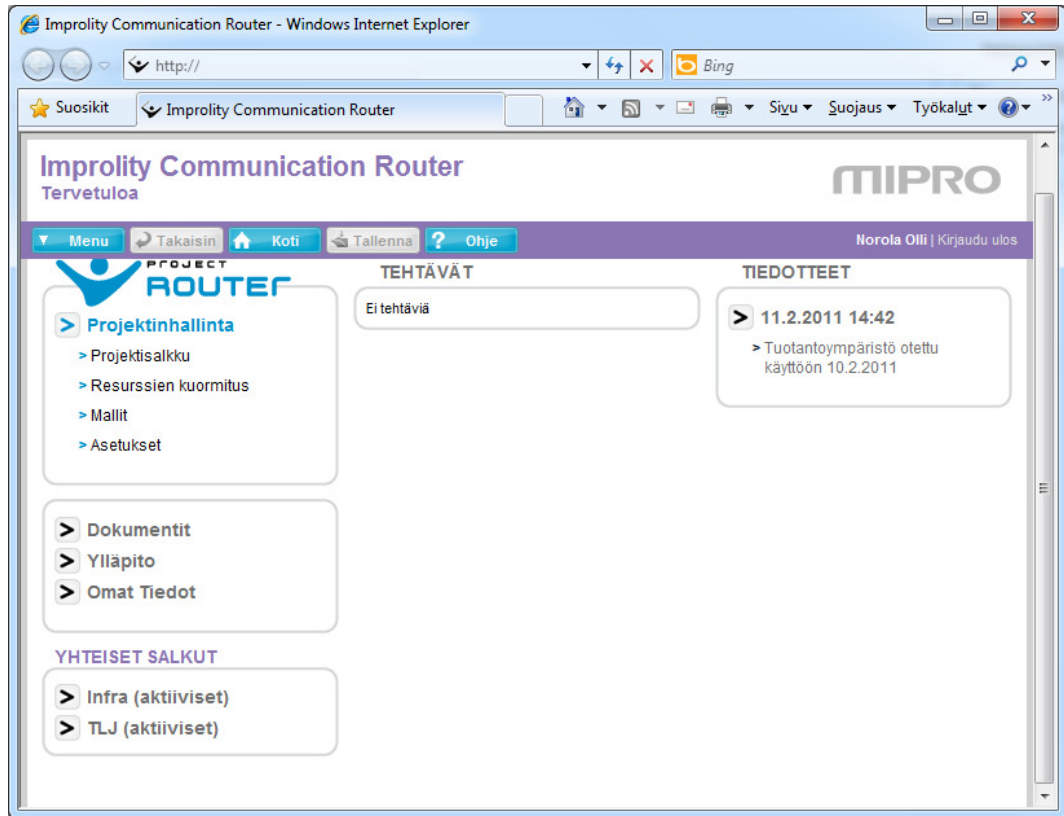 Improlity Communication Router - Windows Internet Explorer
http://
Bing
Suosikit
Improlity Communication Router
Sivu
Suojaus
Työkalut
Improlity Communication Router
Tervetuloa
MIPRO
Menu
Takaisin
Koti
Tallenna
? Ohje
Norola Olli | Kirjaudu ulos
PROJECT
ROUTER
> Projektinhallinta
> Projektisalkku
> Resurssien kuormitus
> Mallit
> Asetukset
> Dokumentit
> Ylläpito
> Omat Tiedot
YHTEISET SALKUT
> Infra (aktiiviset)
> TLJ (aktiiviset)
TEHTÄVÄT
Ei tehtäviä
TIEDOTTEET
> 11.2.2011 14:42
> Tuotantoympäristö otettu
käyttöön 10.2.2011